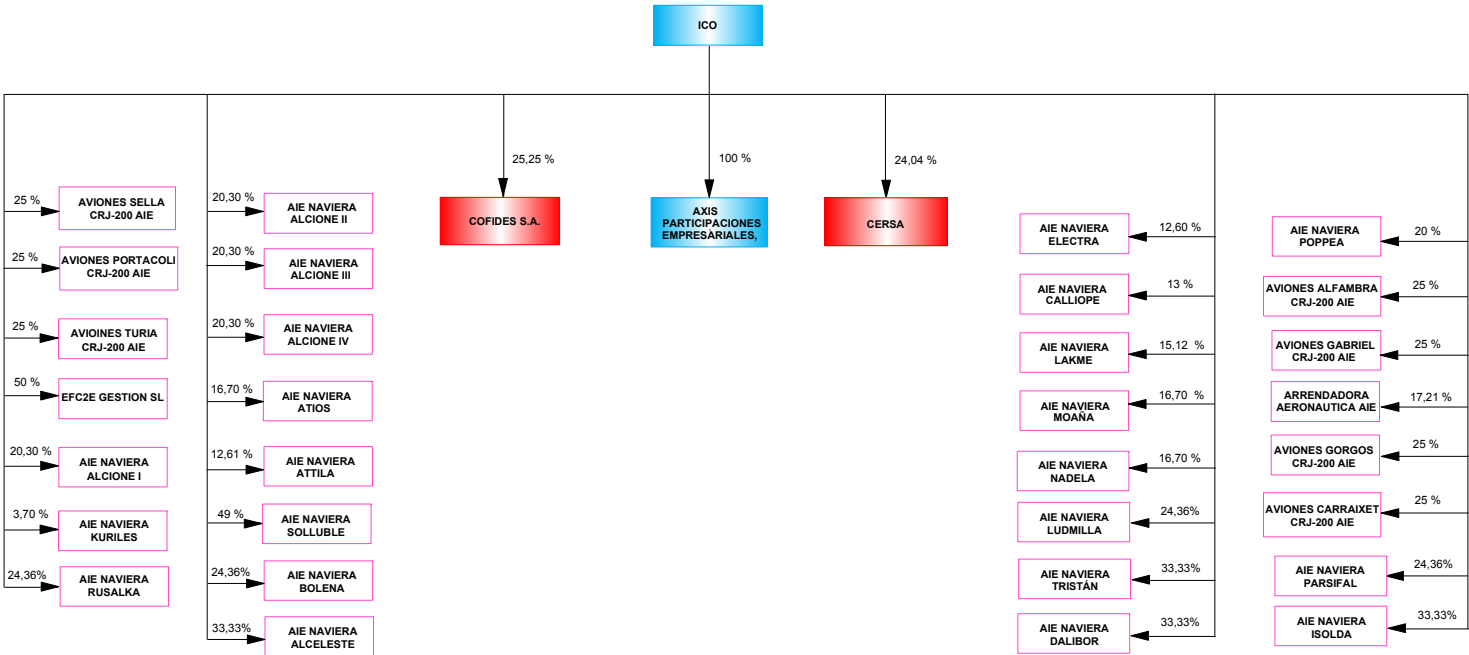 ICO
25,25 %
COFIDES S.A.
100 %
AXIS
PARTICIPACIONES
EMPRESARIALES,
24,04 %
CERSA
25 %
AVIONES SELLA
CRJ-200 AIE
25 %
AVIONES PORTACOLI
CRJ-200 AIE
25 %
AVIOINES TURIA
CRJ-200 AIE
50 %
EFC2E GESTION SL
20,30 %
AIE NAVIERA
ALCIONE I
3,70 %
AIE NAVIERA
KURILES
24,36%
AIE NAVIERA
RUSALKA
20,30 %
AIE NAVIERA
ALCIONE II
20,30 %
AIE NAVIERA
ALCIONE III
20,30 %
AIE NAVIERA
ALCIONE IV
16,70 %
AIE NAVIERA
ATIOS
12,61 %
AIE NAVIERA
ATTILA
49 %
AIE NAVIERA
SOLLUBLE
24,36%
AIE NAVIERA
BOLENA
33,33%
AIE NAVIERA
ALCELESTE
AIE NAVIERA
ELECTRA
12,60 %
AIE NAVIERA
CALLIOPE
13 %
AIE NAVIERA
LAKME
15,12 %
AIE NAVIERA
MOAÑA
16,70 %
AIE NAVIERA
NADELA
16,70 %
AIE NAVIERA
LUDMILLA
24,36%
AIE NAVIERA
TRISTÁN
33,33%
AIE NAVIERA
DALIBOR
33,33%
AIE NAVIERA
POPPEA
20 %
AVIONES ALFAMBRA
CRJ-200 AIE
25 %
AVIONES GABRIEL
CRJ-200 AIE
25 %
ARRENDADORA
AERONAUTICA AIE
17,21 %
AVIONES GORGOS
CRJ-200 AIE
25 %
AVIONES CARRAIXET
CRJ-200 AIE
25 %
AIE NAVIERA
PARSIFAL
24,36%
AIE NAVIERA
ISOLDA
33,33%